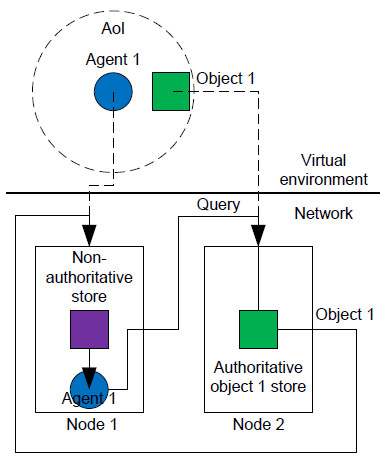 AoI
Agent 1
Object 1
Virtual
environment
Query
Network
Non-
authoritative
store
Object 1
Authoritative
object 1 store
Agent 1
Node 1
Node 2